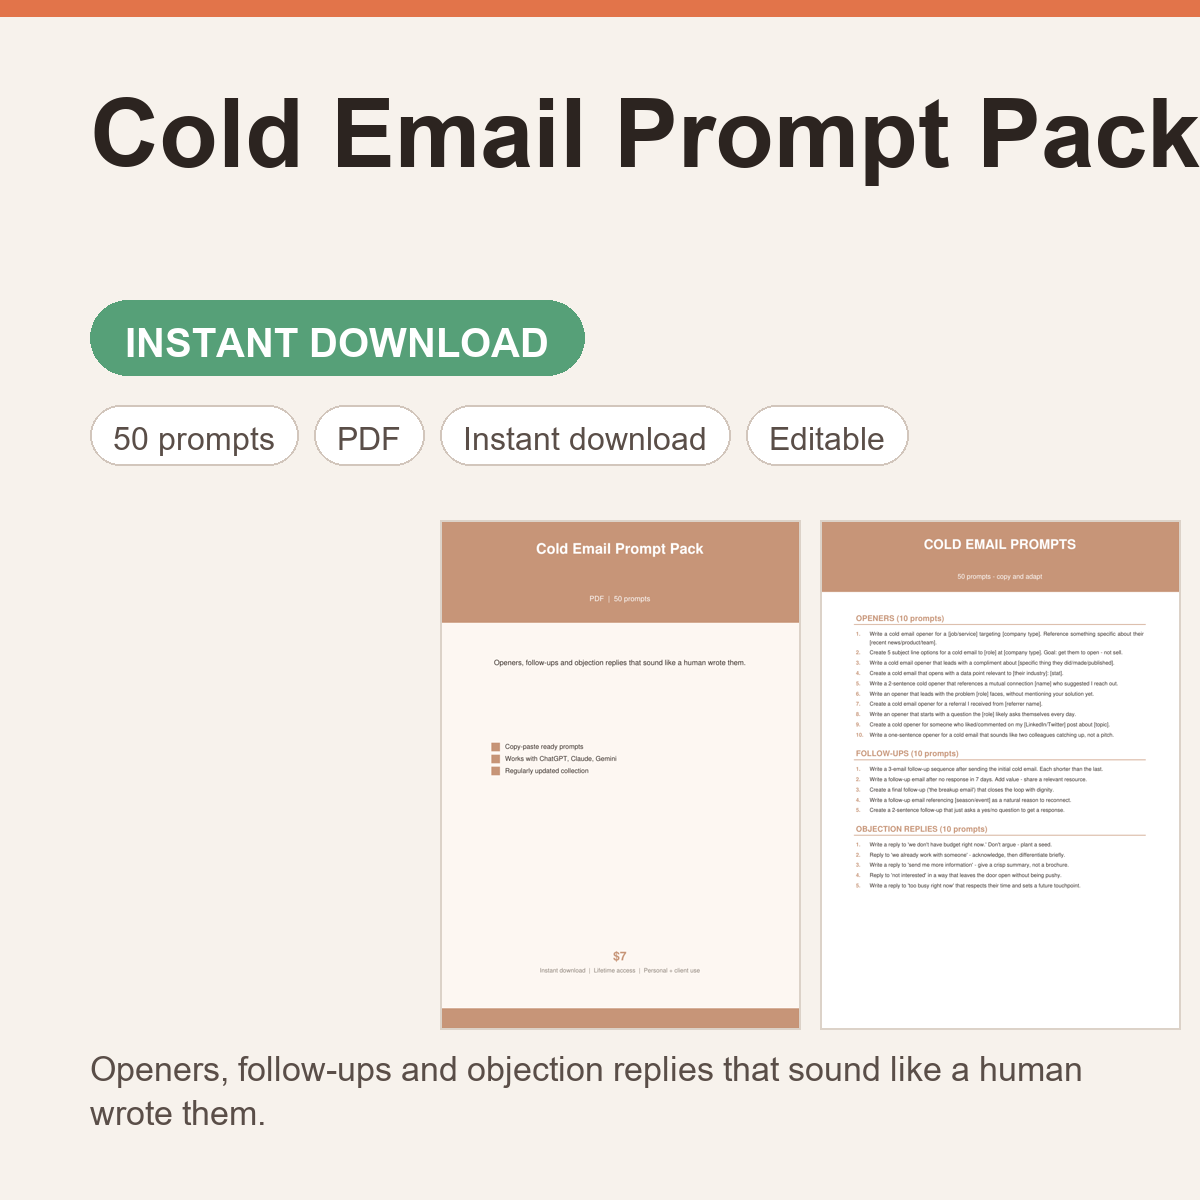 Cold Email Prompt Pack
INSTANT DOWNLOAD
50 prompts
PDF
Instant download
Editable
Cold Email Prompt Pack
PDF | 50 prompts
Openers, follow-ups and objection replies that sound like a human wrote them.
Copy-paste ready prompts
Works with ChatGPT, Claude, Gemini
Regularly updated collection
$7
Instant download | Lifetime access | Personal + client use
COLD EMAIL PROMPTS
50 prompts - copy and adapt
OPENERS (10 prompts)
1. Write a cold email opener for a [job/service] targeting [company type]. Reference something specific about their
[recent news/product/team].
2. Create 5 subject line options for a cold email to [role] at [company type]. Goal: get them to open - not sell.
3. Write a cold email opener that leads with a compliment about [specific thing they did/made/published].
4. Create a cold email that opens with a data point relevant to [their industry]: [stat].
5. Write a 2-sentence cold opener that references a mutual connection [name] who suggested I reach out.
6. Write an opener that leads with the problem [role] faces, without mentioning your solution yet.
7. Create a cold email opener for a referral I received from [referrer name].
8. Write an opener that starts with a question the [role] likely asks themselves every day.
9. Create a cold opener for someone who liked/commented on my [LinkedIn/Twitter] post about [topic].
10. Write a one-sentence opener for a cold email that sounds like two colleagues catching up, not a pitch.
FOLLOW-UPS (10 prompts)
1. Write a 3-email follow-up sequence after sending the initial cold email. Each shorter than the last.
2. Write a follow-up email after no response in 7 days. Add value - share a relevant resource.
3. Create a final follow-up ('the breakup email') that closes the loop with dignity.
4. Write a follow-up email referencing [season/event] as a natural reason to reconnect.
5. Create a 2-sentence follow-up that just asks a yes/no question to get a response.
OBJECTION REPLIES (10 prompts)
1. Write a reply to 'we don't have budget right now.' Don't argue - plant a seed.
2. Reply to 'we already work with someone' - acknowledge, then differentiate briefly.
3. Write a reply to 'send me more information' - give a crisp summary, not a brochure.
4. Reply to 'not interested' in a way that leaves the door open without being pushy.
5. Write a reply to 'too busy right now' that respects their time and sets a future touchpoint.
Openers, follow-ups and objection replies that sound like a human
wrote them.